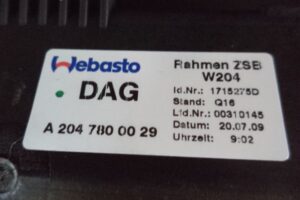 Webasto
Rahmen ZSB
W204
DAG
Id.Nr.: 1715275D
Stand: Q16
Lfd.Nr.: 00310145
A 204 780 00 29
Datum: 20.07.09
Uhrzeit: 9:02